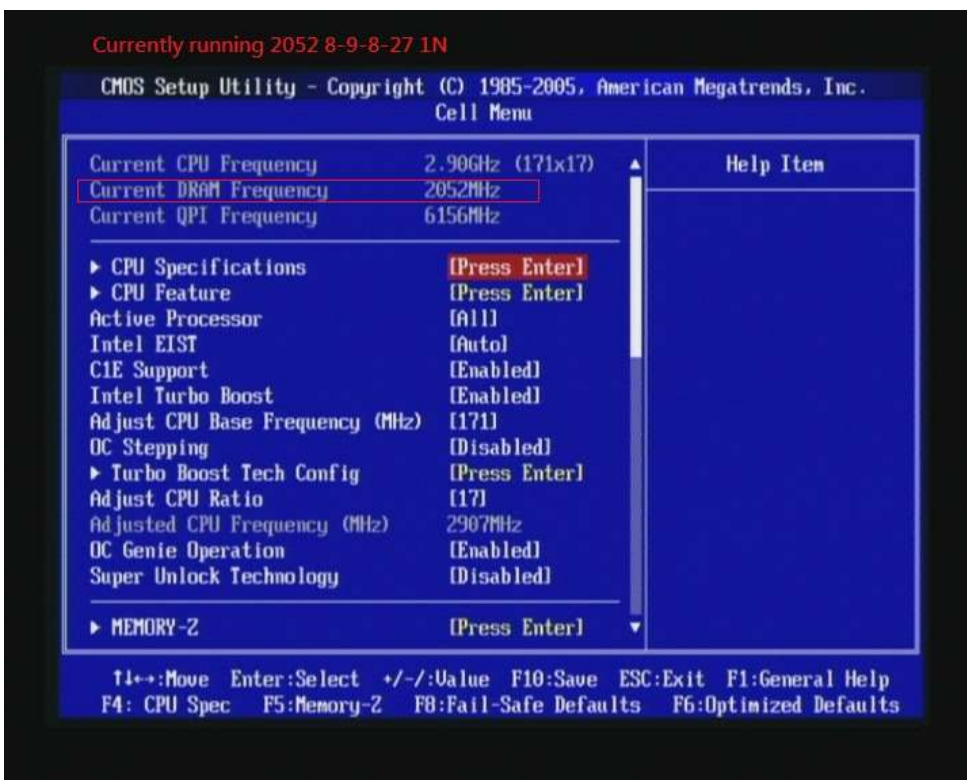 Currently running 2052 8-9-8-27 1N
CMOS Setup Utility - Copyright (C) 1985-2005, American Megatrends, Inc.
Cell Menu
Current CPU Frequency 2.90GHz (171x17) ▲ Help Item
Current DRAM Frequency 2052MHz
Current QPI Frequency 6156MHz
▶ CPU Specifications [Press Enter]
▶ CPU Feature [Press Enter]
Active Processor [All]
Intel EIST [Auto]
C1E Support [Enabled]
Intel Turbo Boost [Enabled]
Adjust CPU Base Frequency (MHz) [171]
OC Stepping [Disabled]
▶ Turbo Boost Tech Config [Press Enter]
Adjust CPU Ratio [17]
Adjusted CPU Frequency (MHz) 2907MHz
OC Genie Operation [Enabled]
Super Unlock Technology [Disabled]
▶ MEMORY-Z [Press Enter] ▼
↑↓←→:Move Enter:Select +/-/:Value F10:Save ESC:Exit F1:General Help
F4: CPU Spec F5:Memory-Z F8:Fail-Safe Defaults F6:Optimized Defaults